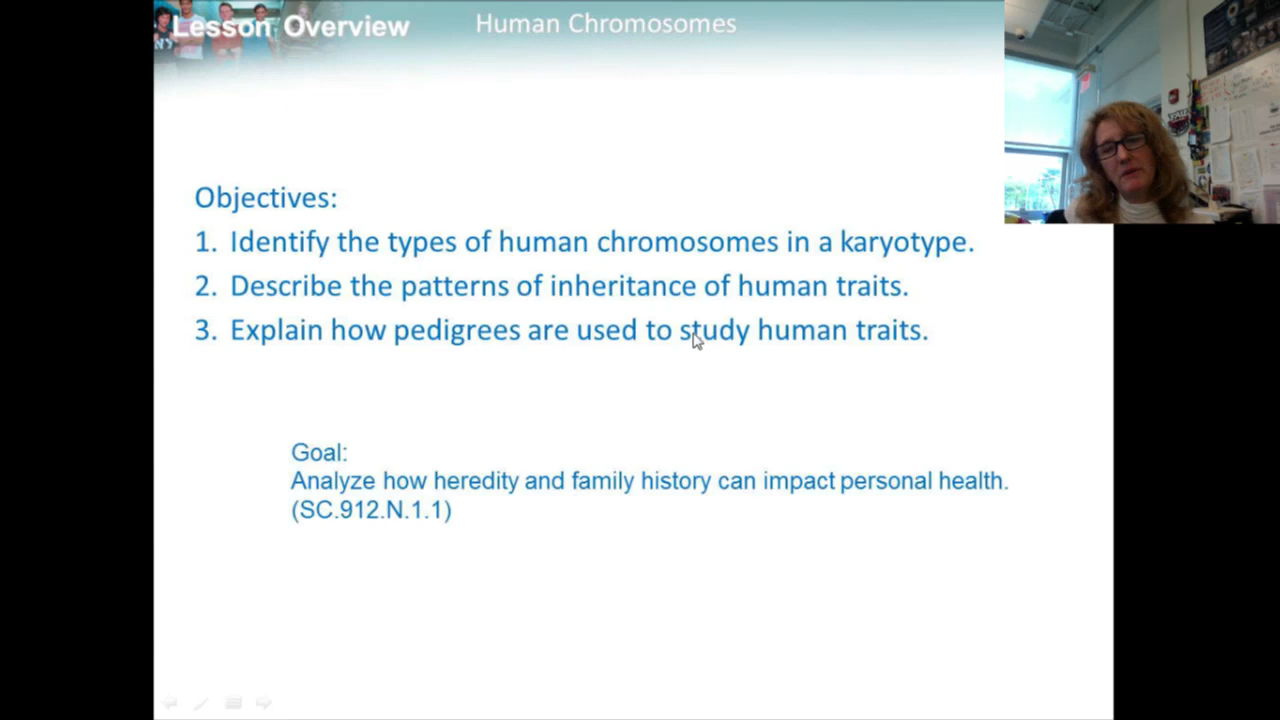 Lesson Overview Human Chromosomes
Objectives:
1. Identify the types of human chromosomes in a karyotype.
2. Describe the patterns of inheritance of human traits.
3. Explain how pedigrees are used to study human traits.
Goal:
Analyze how heredity and family history can impact personal health.
(SC.912.N.1.1)